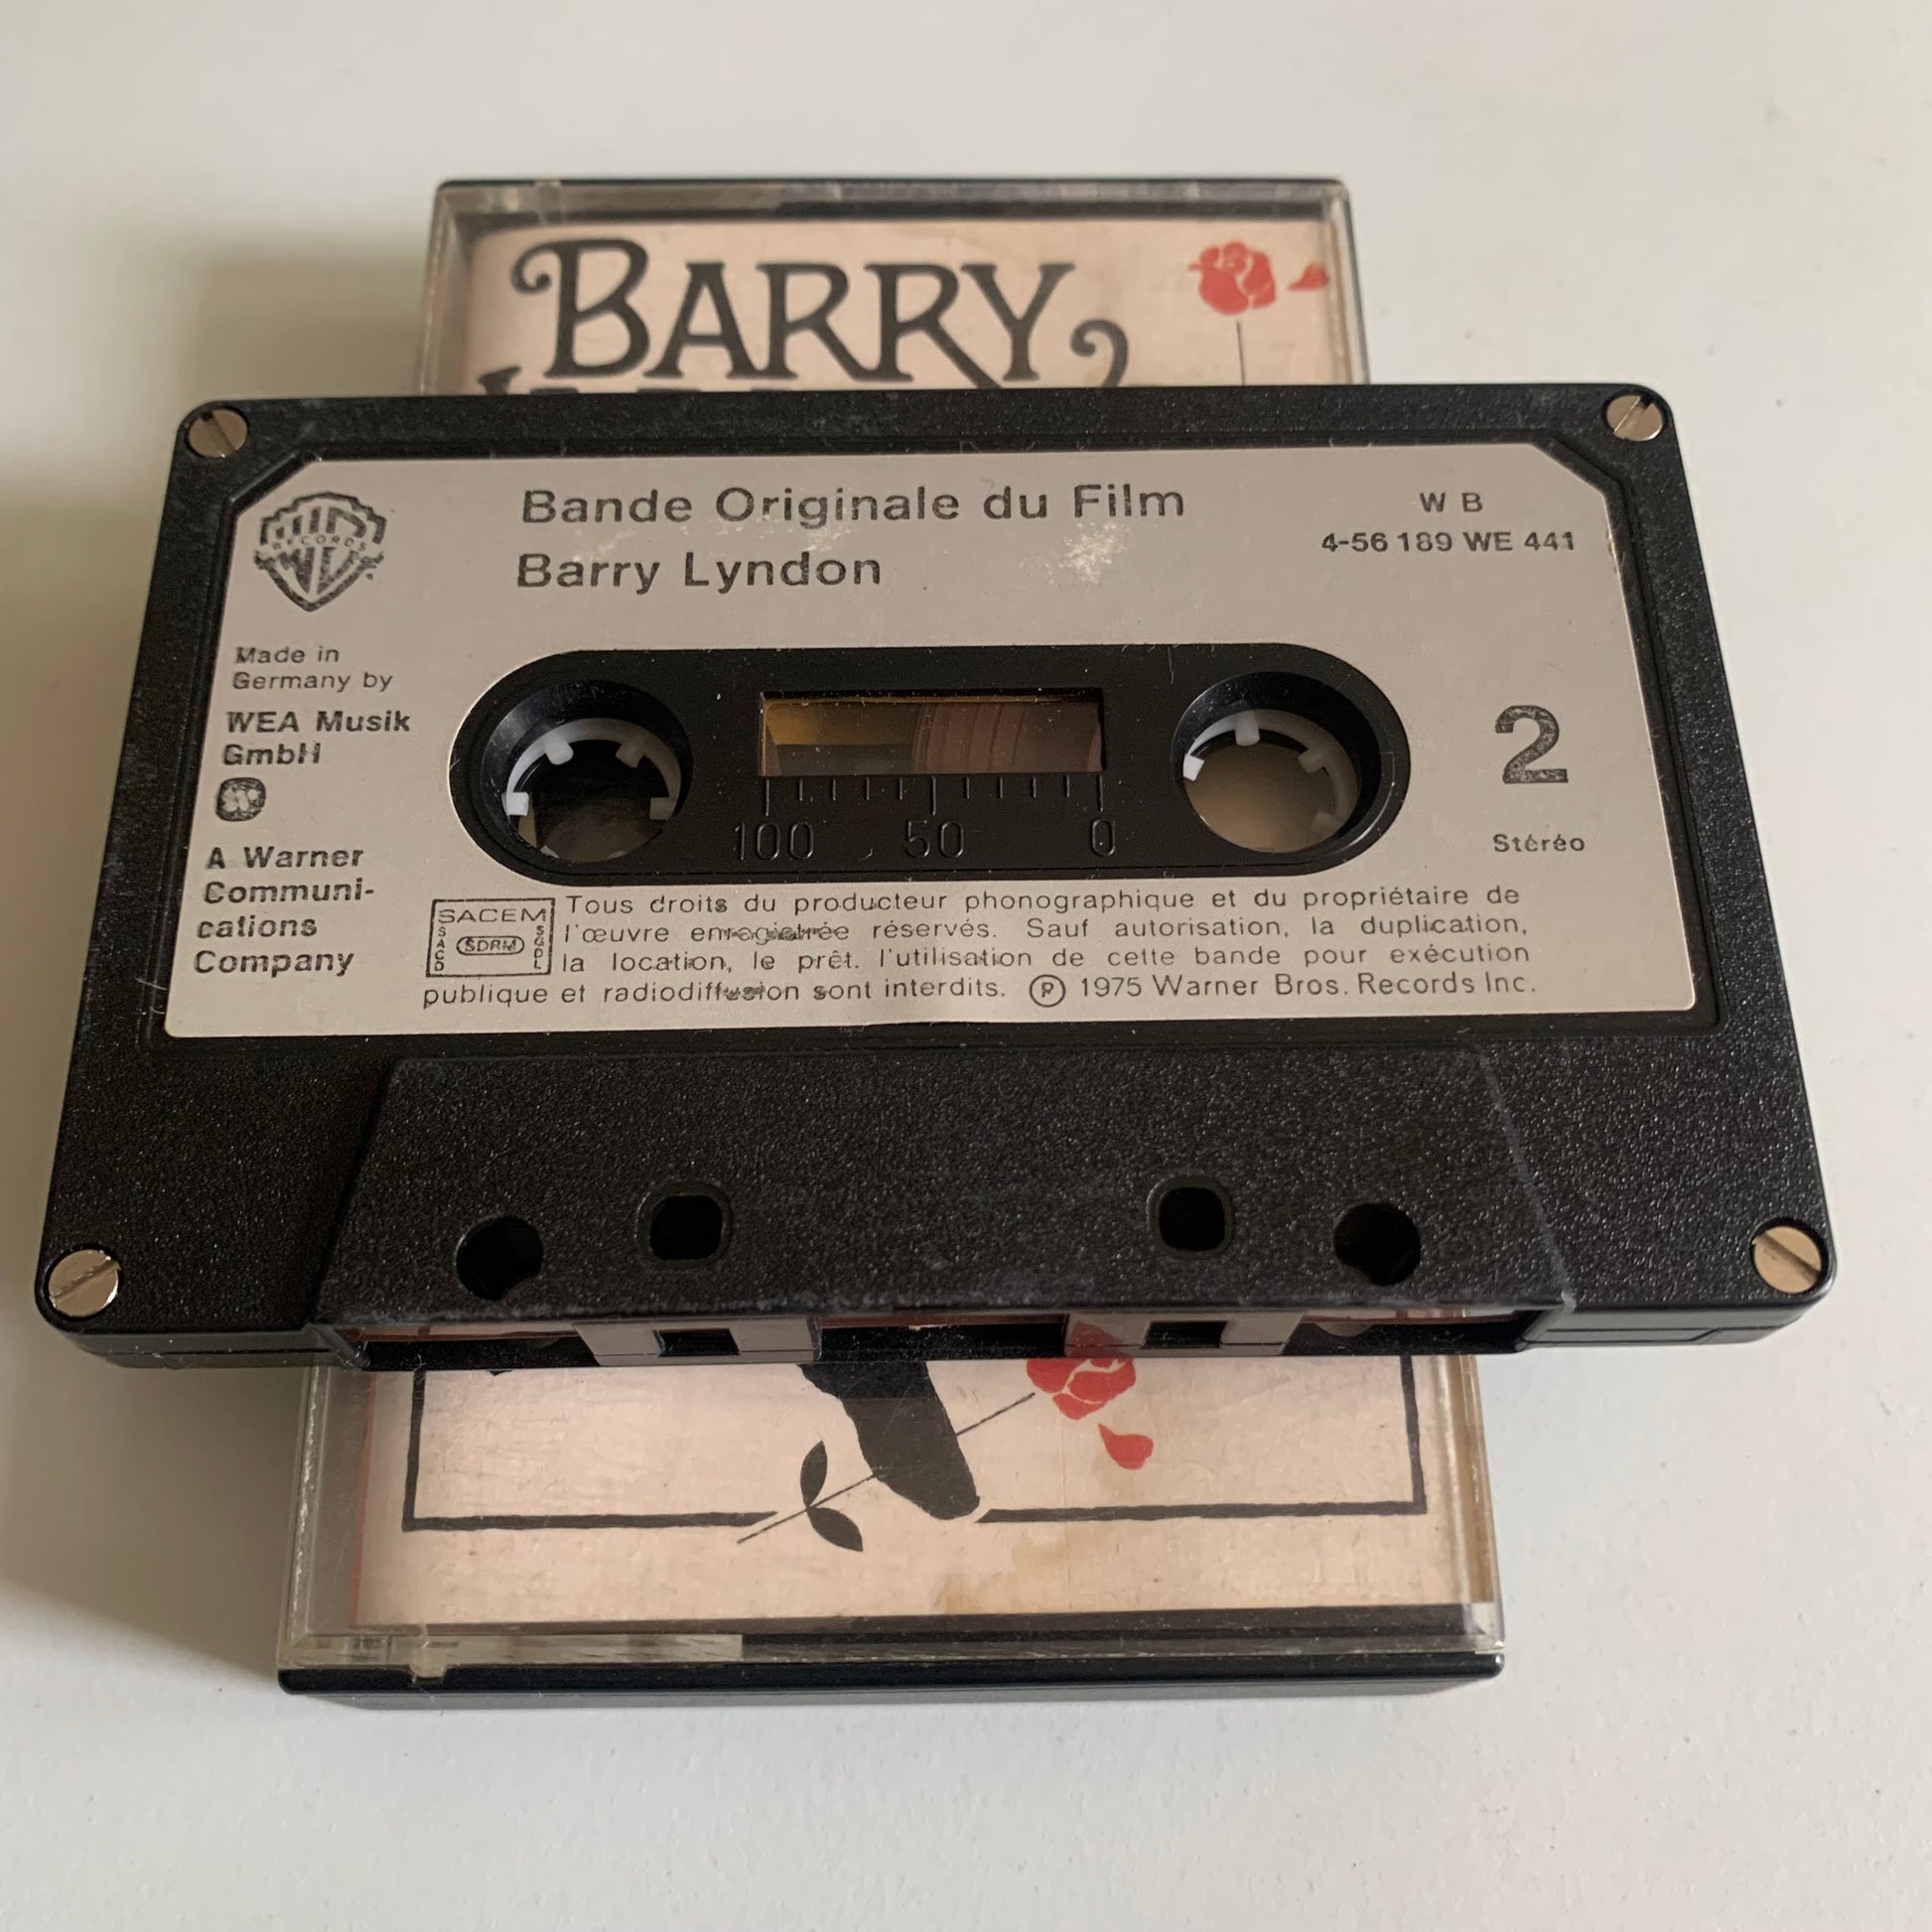 BARRY
Bande Originale du Film
Barry Lyndon
W B
4-56 189 WE 441
RECORDS
Made in
Germany by
WEA Musik
GmbH
A Warner
Communi-
cations
Company
100 50 0
2
Stéréo
SACEM
SACD
SDRM
SGDL
Tous droits du producteur phonographique et du propriétaire de
l'œuvre enregistrée réservés. Sauf autorisation, la duplication,
la location, le prêt. l'utilisation de cette bande pour exécution
publique et radiodiffusion sont interdits. Ⓟ 1975 Warner Bros. Records Inc.